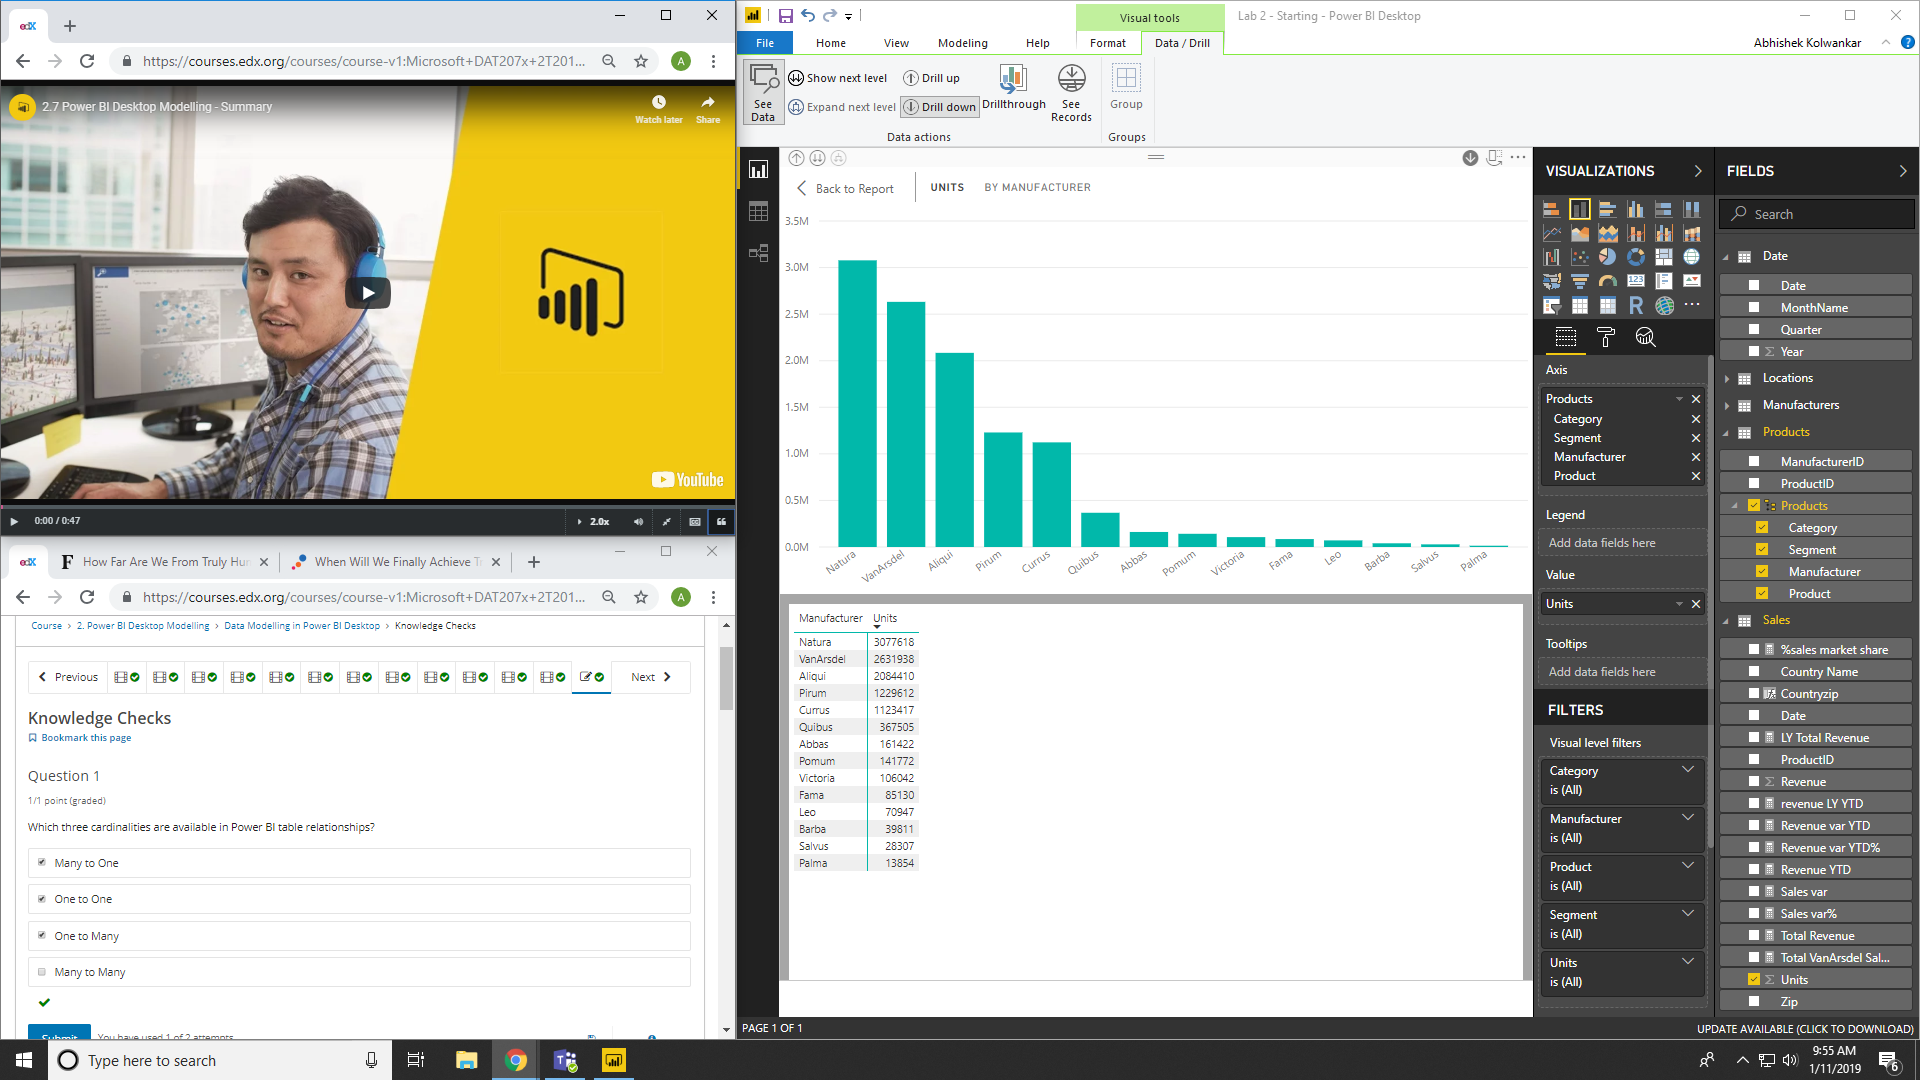 edX
https://courses.edx.org/courses/course-v1:Microsoft+DAT207x+2T201...
A
2.7 Power BI Desktop Modelling - Summary
Watch later
Share
YouTube
0:00 / 0:47
2.0x
edX
How Far Are We From Truly Hu
When Will We Finally Achieve T
https://courses.edx.org/courses/course-v1:Microsoft+DAT207x+2T201...
A
Course > 2. Power BI Desktop Modelling > Data Modelling in Power BI Desktop > Knowledge Checks
Previous
Next
Knowledge Checks
Bookmark this page
Question 1
1/1 point (graded)
Which three cardinalities are available in Power BI table relationships?
Many to One
One to One
One to Many
Many to Many
Submit
You have used 1 of 2 attempts
Visual tools
Lab 2 - Starting - Power BI Desktop
File
Home
View
Modeling
Help
Format
Data / Drill
Abhishek Kolwankar
See Data
Show next level
Expand next level
Drill up
Drill down
Drillthrough
See Records
Group
Data actions
Groups
Back to Report
UNITS
BY MANUFACTURER
3.5M
3.0M
2.5M
2.0M
1.5M
1.0M
0.5M
0.0M
Natura
VanArsdel
Aliqui
Pirum
Currus
Quibus
Abbas
Pomum
Victoria
Fama
Leo
Barba
Salvus
Palma
Manufacturer Units
Natura 3077618
VanArsdel 2631938
Aliqui 2084410
Pirum 1229612
Currus 1123417
Quibus 367505
Abbas 161422
Pomum 141772
Victoria 106042
Fama 85130
Leo 70947
Barba 39811
Salvus 28307
Palma 13854
PAGE 1 OF 1
UPDATE AVAILABLE (CLICK TO DOWNLOAD)
VISUALIZATIONS
123
R
Axis
Products
Category
Segment
Manufacturer
Product
Legend
Add data fields here
Value
Units
Tooltips
Add data fields here
FILTERS
Visual level filters
Category
is (All)
Manufacturer
is (All)
Product
is (All)
Segment
is (All)
Units
is (All)
FIELDS
Search
Date
Date
MonthName
Quarter
Year
Locations
Manufacturers
Products
ManufacturerID
ProductID
Products
Category
Segment
Manufacturer
Product
Sales
%sales market share
Country Name
Countryzip
Date
LY Total Revenue
ProductID
Revenue
revenue LY YTD
Revenue var YTD
Revenue var YTD%
Revenue YTD
Sales var
Sales var%
Total Revenue
Total VanArsdel Sal...
Units
Zip
Type here to search
9:55 AM
1/11/2019
6